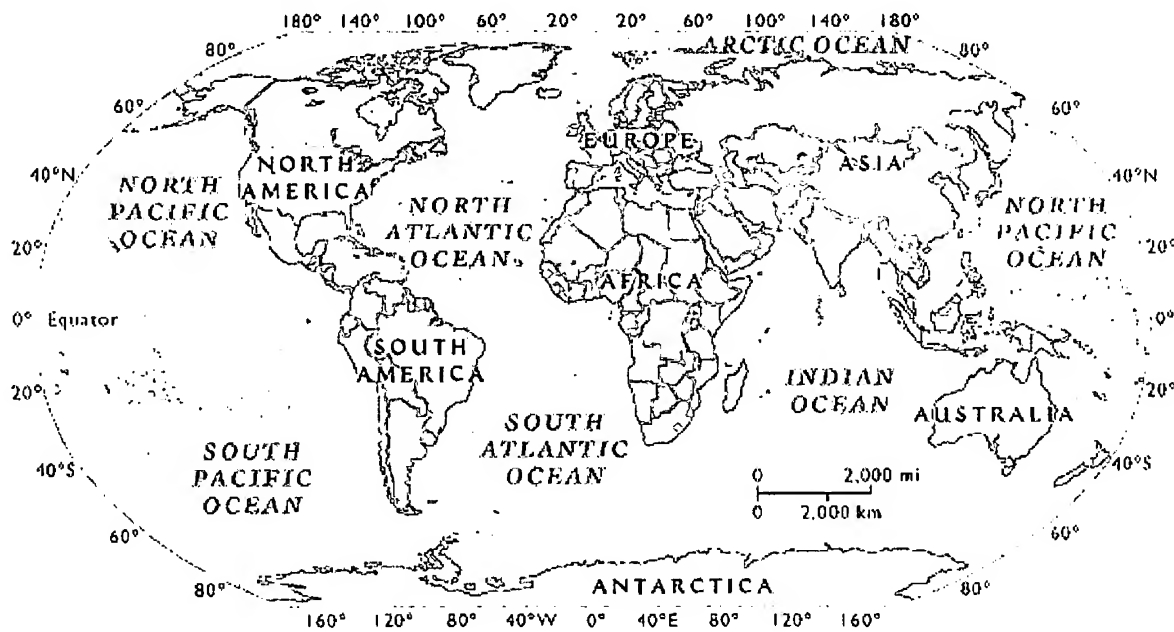 180° 140° 100° 60° 20° 20° 60° 100° 140° 180°
80° ARCTIC OCEAN 80°
60° 60°
EUROPE
NORTH AMERICA
ASIA
40°N 40°N
NORTH PACIFIC OCEAN
NORTH ATLANTIC OCEAN
NORTH PACIFIC OCEAN
20° 20°
AFRICA
0° Equator 0°
SOUTH AMERICA
INDIAN OCEAN
20° 20°
AUSTRALIA
SOUTH PACIFIC OCEAN
SOUTH ATLANTIC OCEAN
40°S 40°S
0 2,000 mi
0 2,000 km
60° 60°
80° ANTARCTICA 80°
160° 120° 80° 40°W 0° 40°E 80° 120° 160°